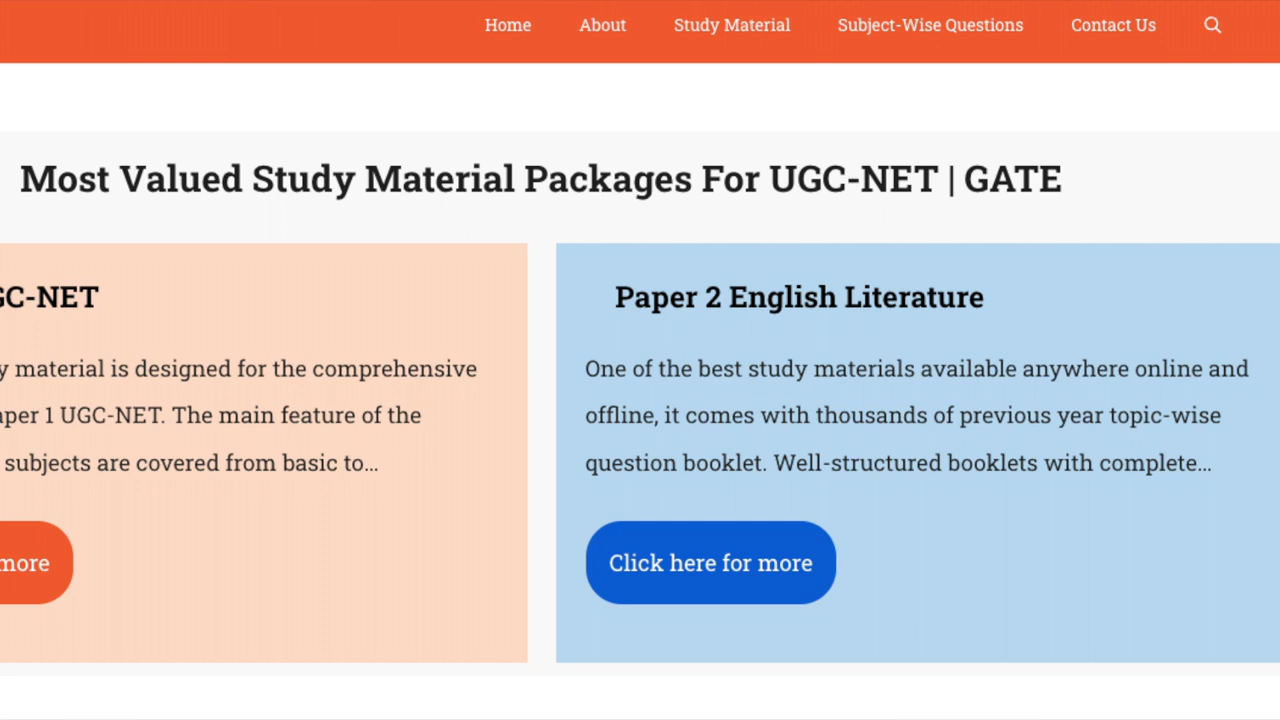 Home About Study Material Subject-Wise Questions Contact Us
Most Valued Study Material Packages For UGC-NET | GATE
GC-NET
y material is designed for the comprehensive
aper 1 UGC-NET. The main feature of the
subjects are covered from basic to...
more
Paper 2 English Literature
One of the best study materials available anywhere online and
offline, it comes with thousands of previous year topic-wise
question booklet. Well-structured booklets with complete...
Click here for more